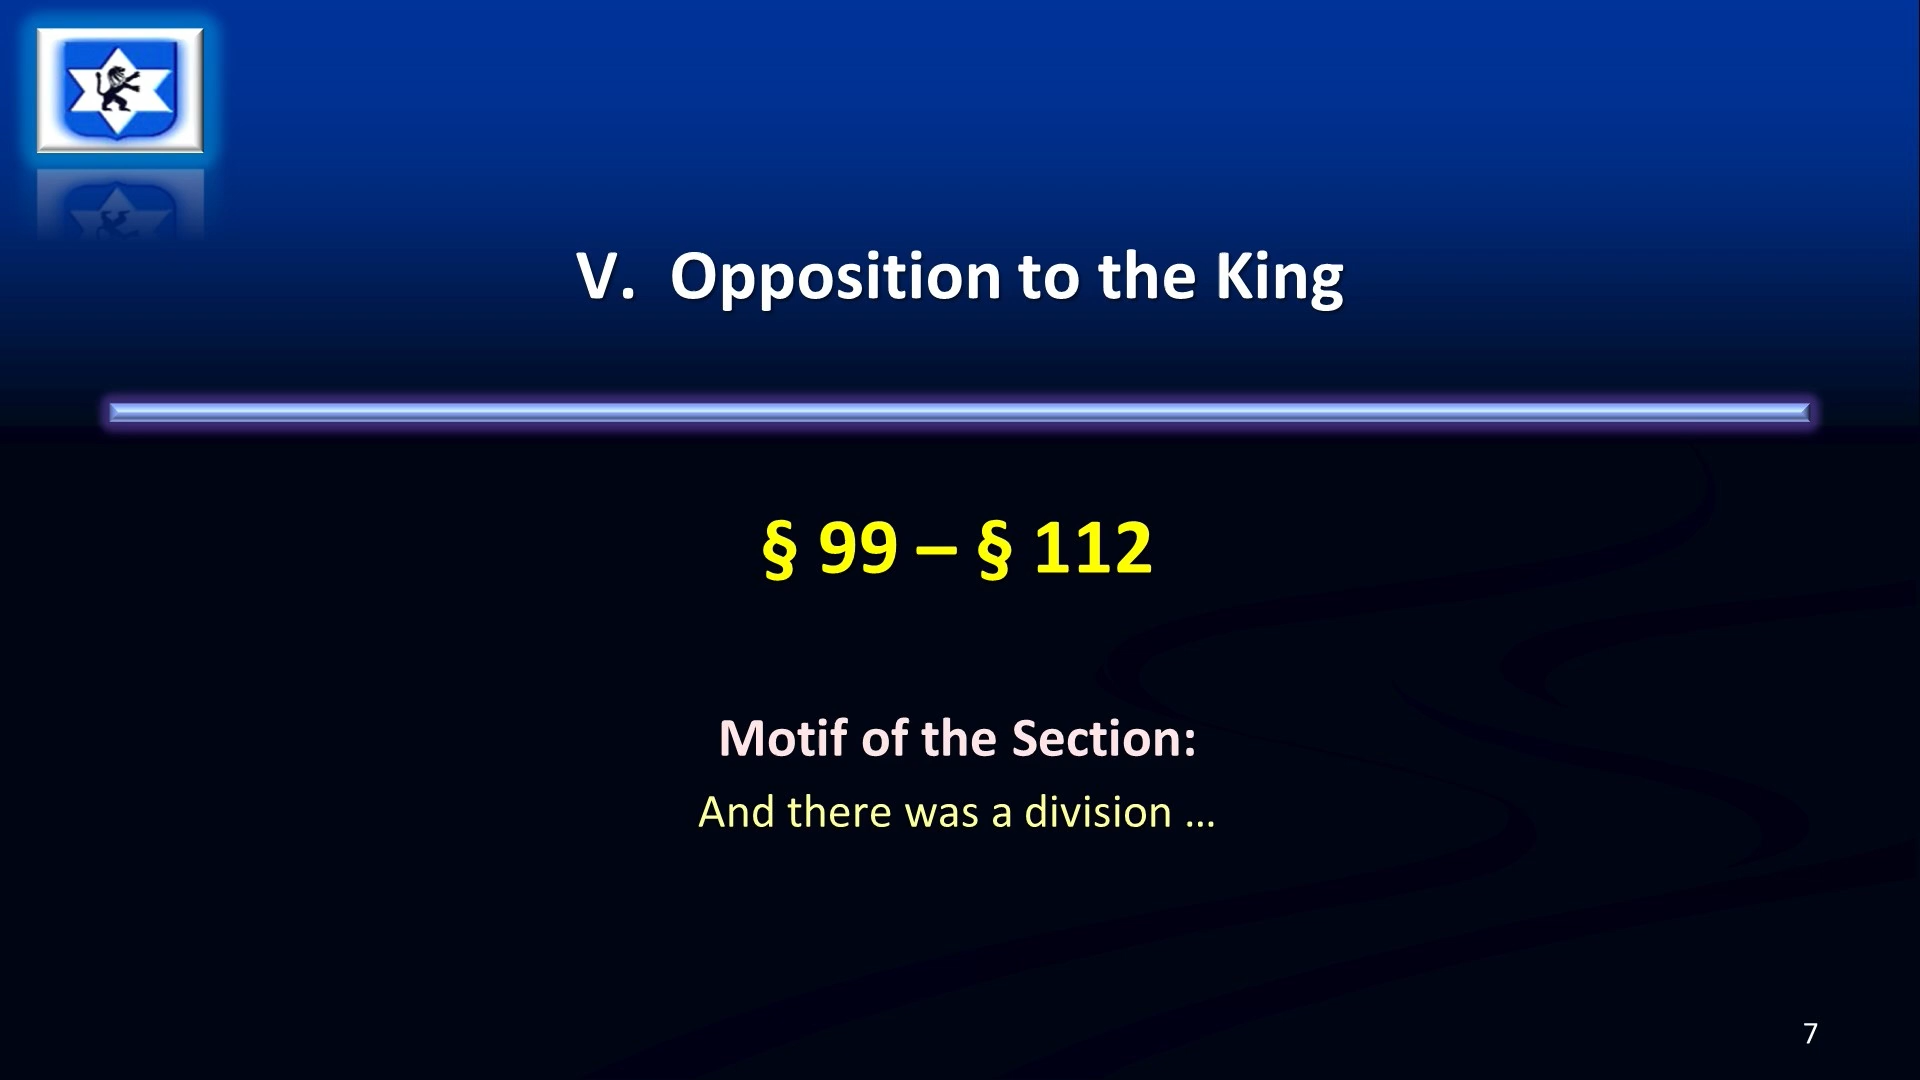 V. Opposition to the King
§ 99 – § 112
Motif of the Section:
And there was a division …
7